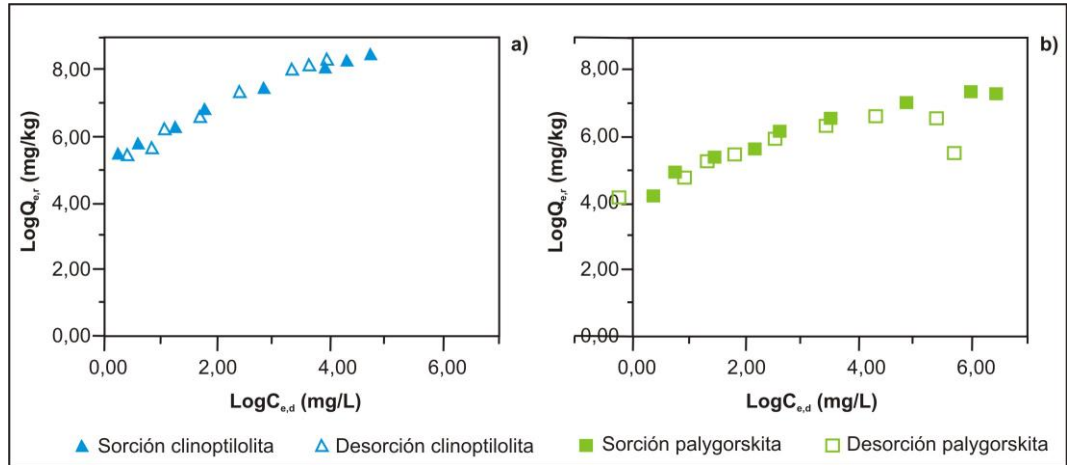 a)
8,00
6,00
4,00
2,00
0,00
LogQe,r (mg/kg)
0,00 2,00 4,00 6,00
LogCe,d (mg/L)
b)
8,00
6,00
4,00
2,00
0,00
LogQe,r (mg/kg)
0,00 2,00 4,00 6,00
LogCe,d (mg/L)
Sorción clinoptilolita Desorción clinoptilolita Sorción palygorskita Desorción palygorskita